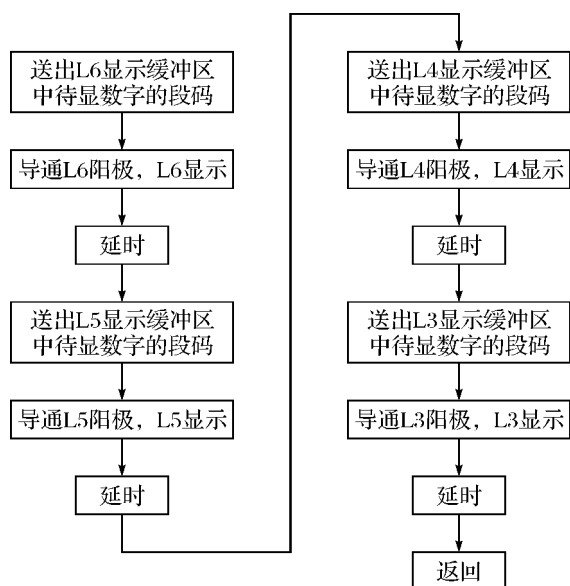 送出L6显示缓冲区
中待显数字的段码
导通L6阳极，L6显示
延时
送出L5显示缓冲区
中待显数字的段码
导通L5阳极，L5显示
延时
送出L4显示缓冲区
中待显数字的段码
导通L4阳极，L4显示
延时
送出L3显示缓冲区
中待显数字的段码
导通L3阳极，L3显示
延时
返回